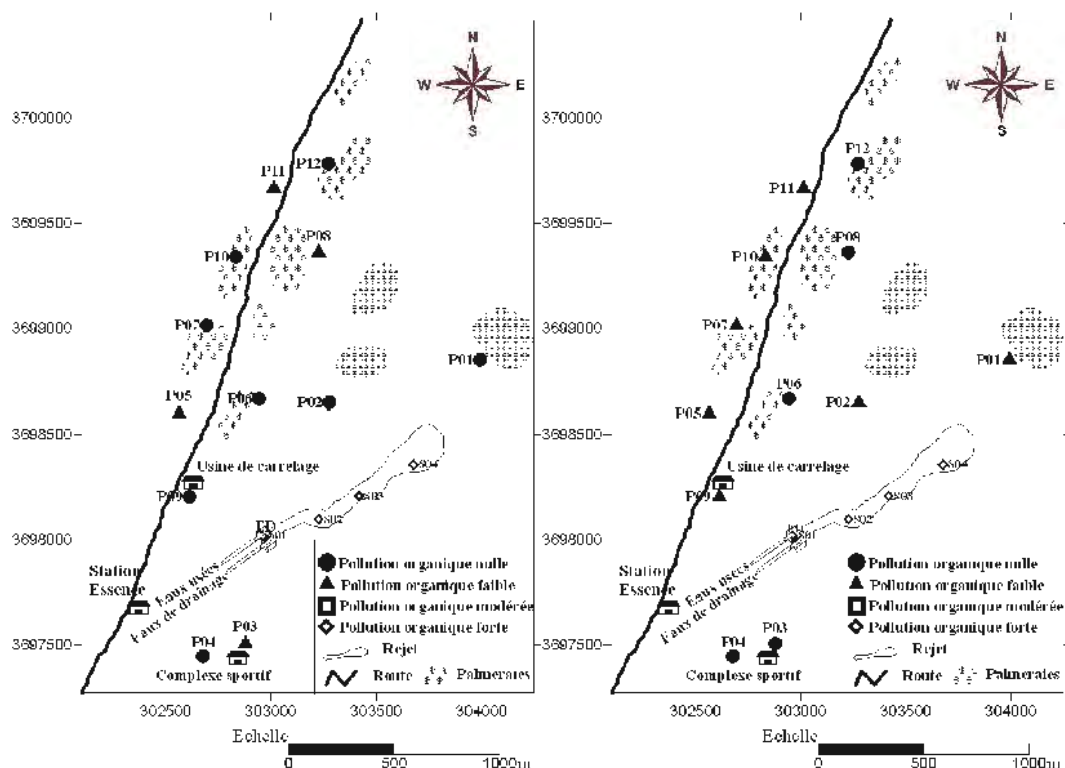 N
W E
S
3700000
P12
P11
3699500
P08
P10
3699000
P07
P01
P05
P06
P02
3698500
Usine de carrelage
S04
P09
S03
S02
3698000
S01
Station
Essence
Eaux usées
Eaux de drainage
Pollution organique nulle
Pollution organique faible
Pollution organique modérée
Pollution organique forte
3697500
P04
P03
Complexe sportif
Rejet
Route
Palmeraies
302500 303000 303500 304000
Echelle
0 500 1000m
N
W E
S
3700000
P12
P11
3699500
P08
P10
3699000
P07
P01
P06
P02
P05
3698500
Usine de carrelage
S04
P09
S03
S02
3698000
S01
Station
Essence
Eaux usées
Eaux de drainage
Pollution organique nulle
Pollution organique faible
Pollution organique modérée
Pollution organique forte
3697500
P04
P03
Complexe sportif
Rejet
Route
Palmeraies
302500 303000 303500 304000
Echelle
0 500 1000m